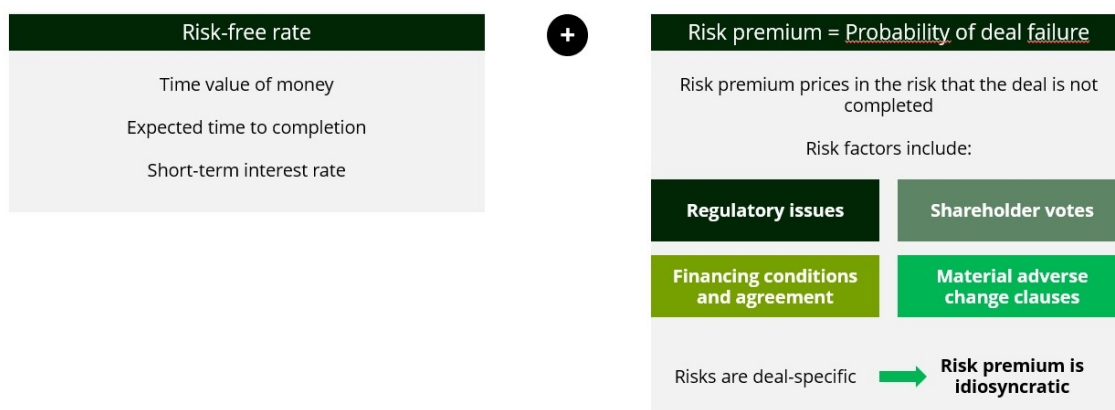 Risk-free rate
Time value of money
Expected time to completion
Short-term interest rate
+
Risk premium = Probability of deal failure
Risk premium prices in the risk that the deal is not
completed
Risk factors include:
Regulatory issues
Shareholder votes
Financing conditions
and agreement
Material adverse
change clauses
Risks are deal-specific
Risk premium is
idiosyncratic